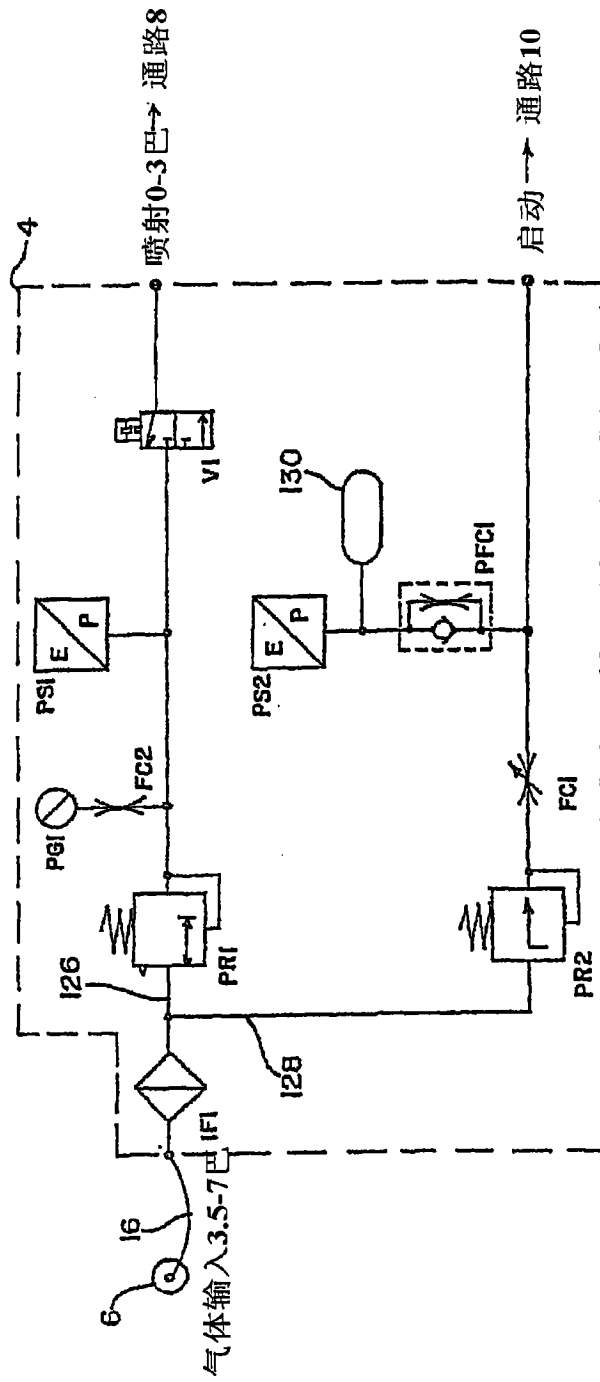 4
喷射0-3巴→ 通路8
PS1
E
P
PG1
FC2
V1
126
PR1
6
16
IF1
气体输入3.5-7巴
128
130
PS2
E
P
PFC1
PR2
FC1
启动 → 通路10